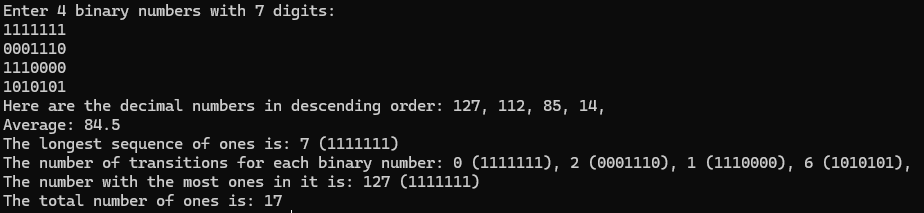 Enter 4 binary numbers with 7 digits:
1111111
0001110
1110000
1010101
Here are the decimal numbers in descending order: 127, 112, 85, 14,
Average: 84.5
The longest sequence of ones is: 7 (1111111)
The number of transitions for each binary number: 0 (1111111), 2 (0001110), 1 (1110000), 6 (1010101),
The number with the most ones in it is: 127 (1111111)
The total number of ones is: 17